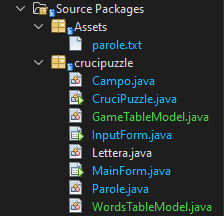 Source Packages
Assets
parole.txt
crucipuzzle
Campo.java
CruciPuzzle.java
GameTableModel.java
InputForm.java
Lettera.java
MainForm.java
Parole.java
WordsTableModel.java